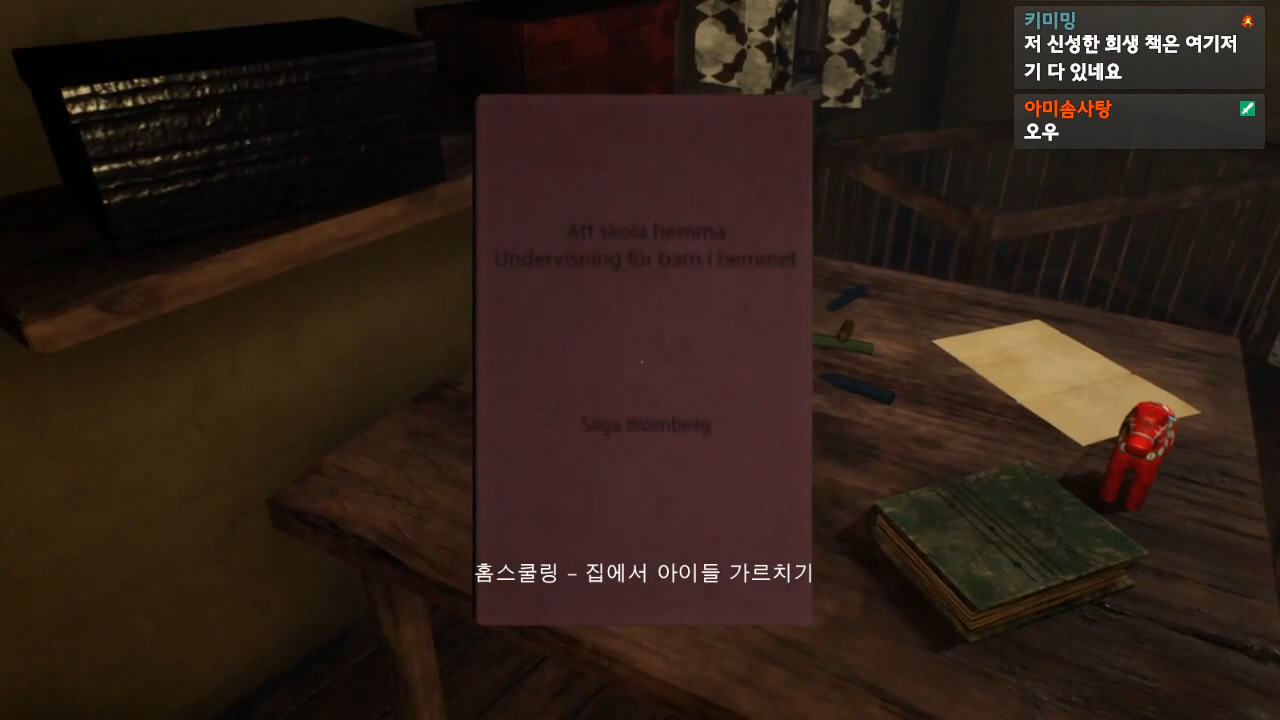 키미밍
저 신성한 희생 책은 여기저
기 다 있네요
아미솜사탕
오우
Att skola hemma
Undervisning för barn i hemmet
Saga Blomberg
홈스쿨링 – 집에서 아이들 가르치기